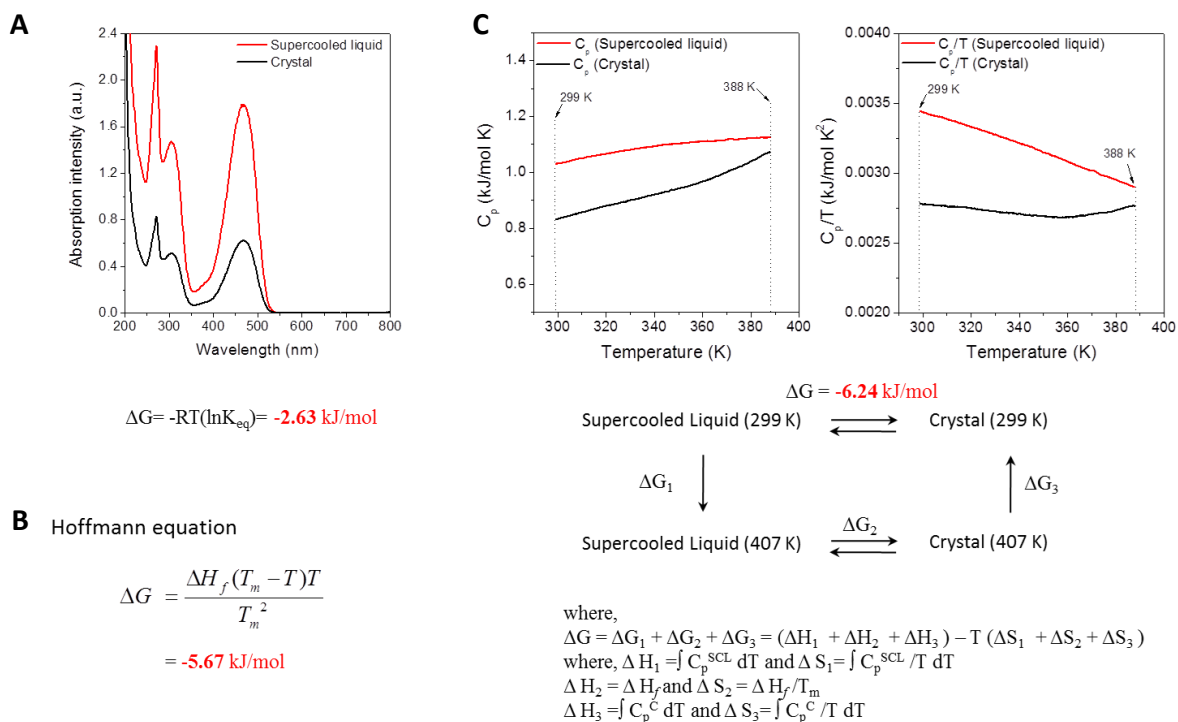 A
2.4
2.0
1.6
1.2
0.8
0.4
0.0
Absorption intensity (a.u.)
Supercooled liquid
Crystal
200 300 400 500 600 700 800
Wavelength (nm)
ΔG= -RT(lnKeq)= -2.63 kJ/mol
B Hoffmann equation
ΔG = ΔHf(Tm−T)T / Tm²
= -5.67 kJ/mol
C
1.4
1.2
1.0
0.8
0.6
Cp (kJ/mol K)
Cp (Supercooled liquid)
Cp (Crystal)
299 K
388 K
300 320 340 360 380 400
Temperature (K)
0.0040
0.0035
0.0030
0.0025
0.0020
Cp/T (kJ/mol K²)
Cp/T (Supercooled liquid)
Cp/T (Crystal)
299 K
388 K
300 320 340 360 380 400
Temperature (K)
ΔG = -6.24 kJ/mol
Supercooled Liquid (299 K) Crystal (299 K)
ΔG1 ΔG3
ΔG2
Supercooled Liquid (407 K) Crystal (407 K)
where,
ΔG = ΔG1 + ΔG2 + ΔG3 = (ΔH1 + ΔH2 + ΔH3 ) – T (ΔS1 + ΔS2 + ΔS3 )
where, Δ H1 =∫ Cp^SCL dT and Δ S1= ∫ Cp^SCL /T dT
Δ H2 = Δ Hf and Δ S2 = Δ Hf /Tm
Δ H3 =∫ Cp^C dT and Δ S3= ∫ Cp^C /T dT